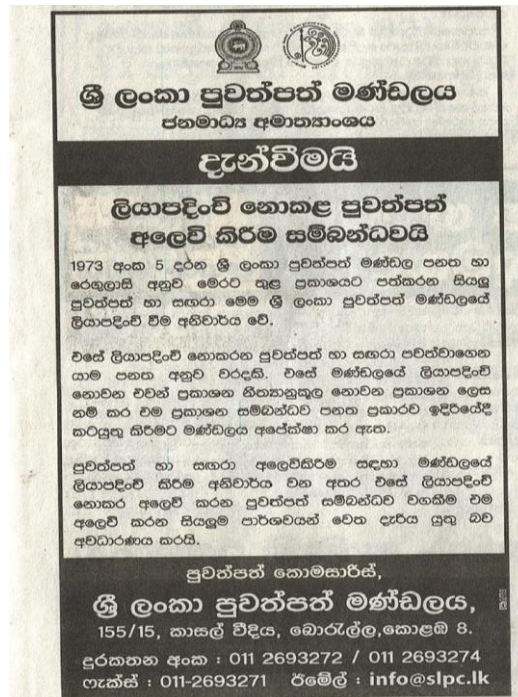 ශ්‍රී ලංකා පුවත්පත් මණ්ඩලය
ජනමාධ්‍ය අමාත්‍යාංශය
දැන්වීමයි
ලියාපදිංචි නොකළ පුවත්පත්
අලෙවි කිරීම සම්බන්ධවයි
1973 අංක 5 දරන ශ්‍රී ලංකා පුවත්පත් මණ්ඩල පනත හා
රෙගුලාසි අනුව මෙරට තුළ ප්‍රකාශයට පත්කරන සියලු
පුවත්පත් හා සඟරා මෙම ශ්‍රී ලංකා පුවත්පත් මණ්ඩලයේ
ලියාපදිංචි වීම අනිවාර්ය වේ.
එසේ ලියාපදිංචි නොකරන පුවත්පත් හා සඟරා පවත්වාගෙන
යාම පනත අනුව වරදකි. එසේ මණ්ඩලයේ ලියාපදිංචි
නොවන එවන් ප්‍රකාශන නීත්‍යානුකූල නොවන ප්‍රකාශන ලෙස
නම් කර එම ප්‍රකාශන සම්බන්ධව පනත ප්‍රකාරව ඉදිරියේදී
කටයුතු කිරීමට මණ්ඩලය අපේක්ෂා කර ඇත.
පුවත්පත් හා සඟරා අලෙවිකිරීම සඳහා මණ්ඩලයේ
ලියාපදිංචි කිරීම අනිවාර්ය වන අතර එසේ ලියාපදිංචි
නොකර අලෙවි කරන පුවත්පත් සම්බන්ධව වගකීම එම
අලෙවි කරන සියලුම පාර්ශවයන් වෙත දැරිය යුතු බව
අවධාරණය කරයි.
පුවත්පත් කොමසාරිස්,
ශ්‍රී ලංකා පුවත්පත් මණ්ඩලය,
155/15, කාසල් වීදිය, බොරැල්ල,කොළඹ 8.
දුරකතන අංක : 011 2693272 / 011 2693274
ෆැක්ස් : 011-2693271 ඊමේල් : info@slpc.lk